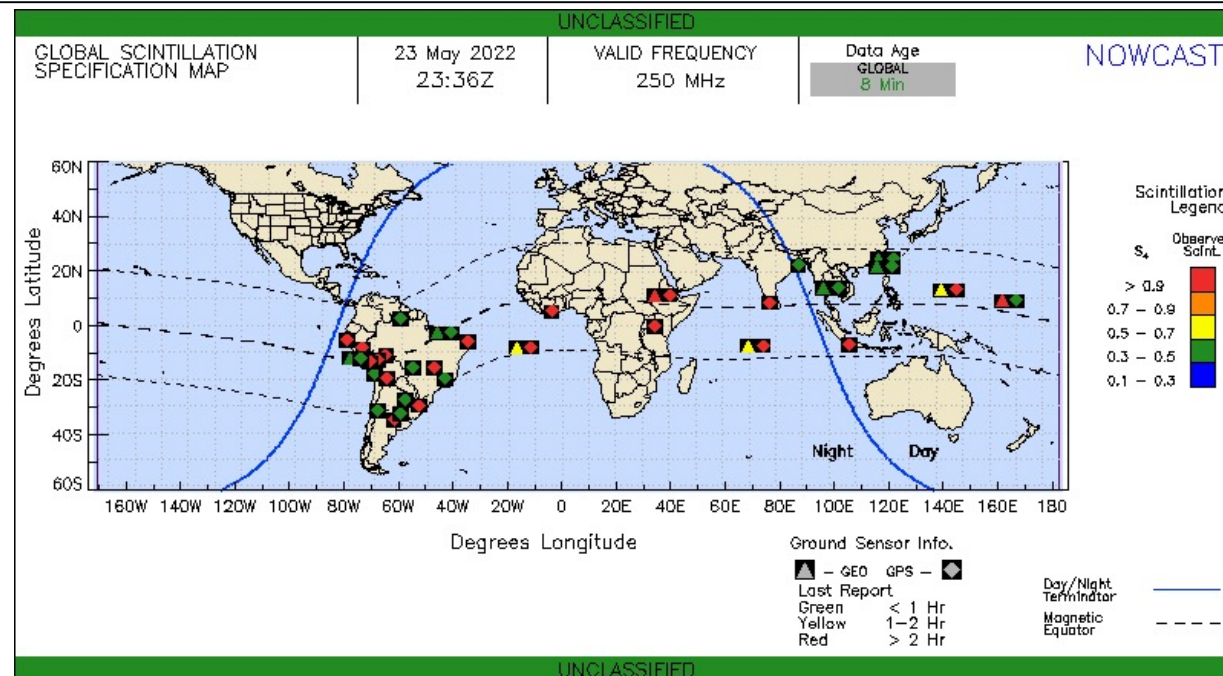 UNCLASSIFIED
GLOBAL SCINTILLATION
SPECIFICATION MAP
23 May 2022
23:36Z
VALID FREQUENCY
250 MHz
Data Age
GLOBAL
8 Min
NOWCAST
Degrees Latitude
60N
40N
20N
0
20S
40S
60S
Night
Day
160W 140W 120W 100W 80W 60W 40W 20W 0 20E 40E 60E 80E 100E 120E 140E 160E 180
Degrees Longitude
Scintillation
Legend
S4
Observe
Scint.
> 0.9
0.7 - 0.9
0.5 - 0.7
0.3 - 0.5
0.1 - 0.3
Ground Sensor Info.
- GEO GPS -
Last Report
Green < 1 Hr
Yellow 1-2 Hr
Red > 2 Hr
Day/Night
Terminator
Magnetic
Equator
UNCLASSIFIED